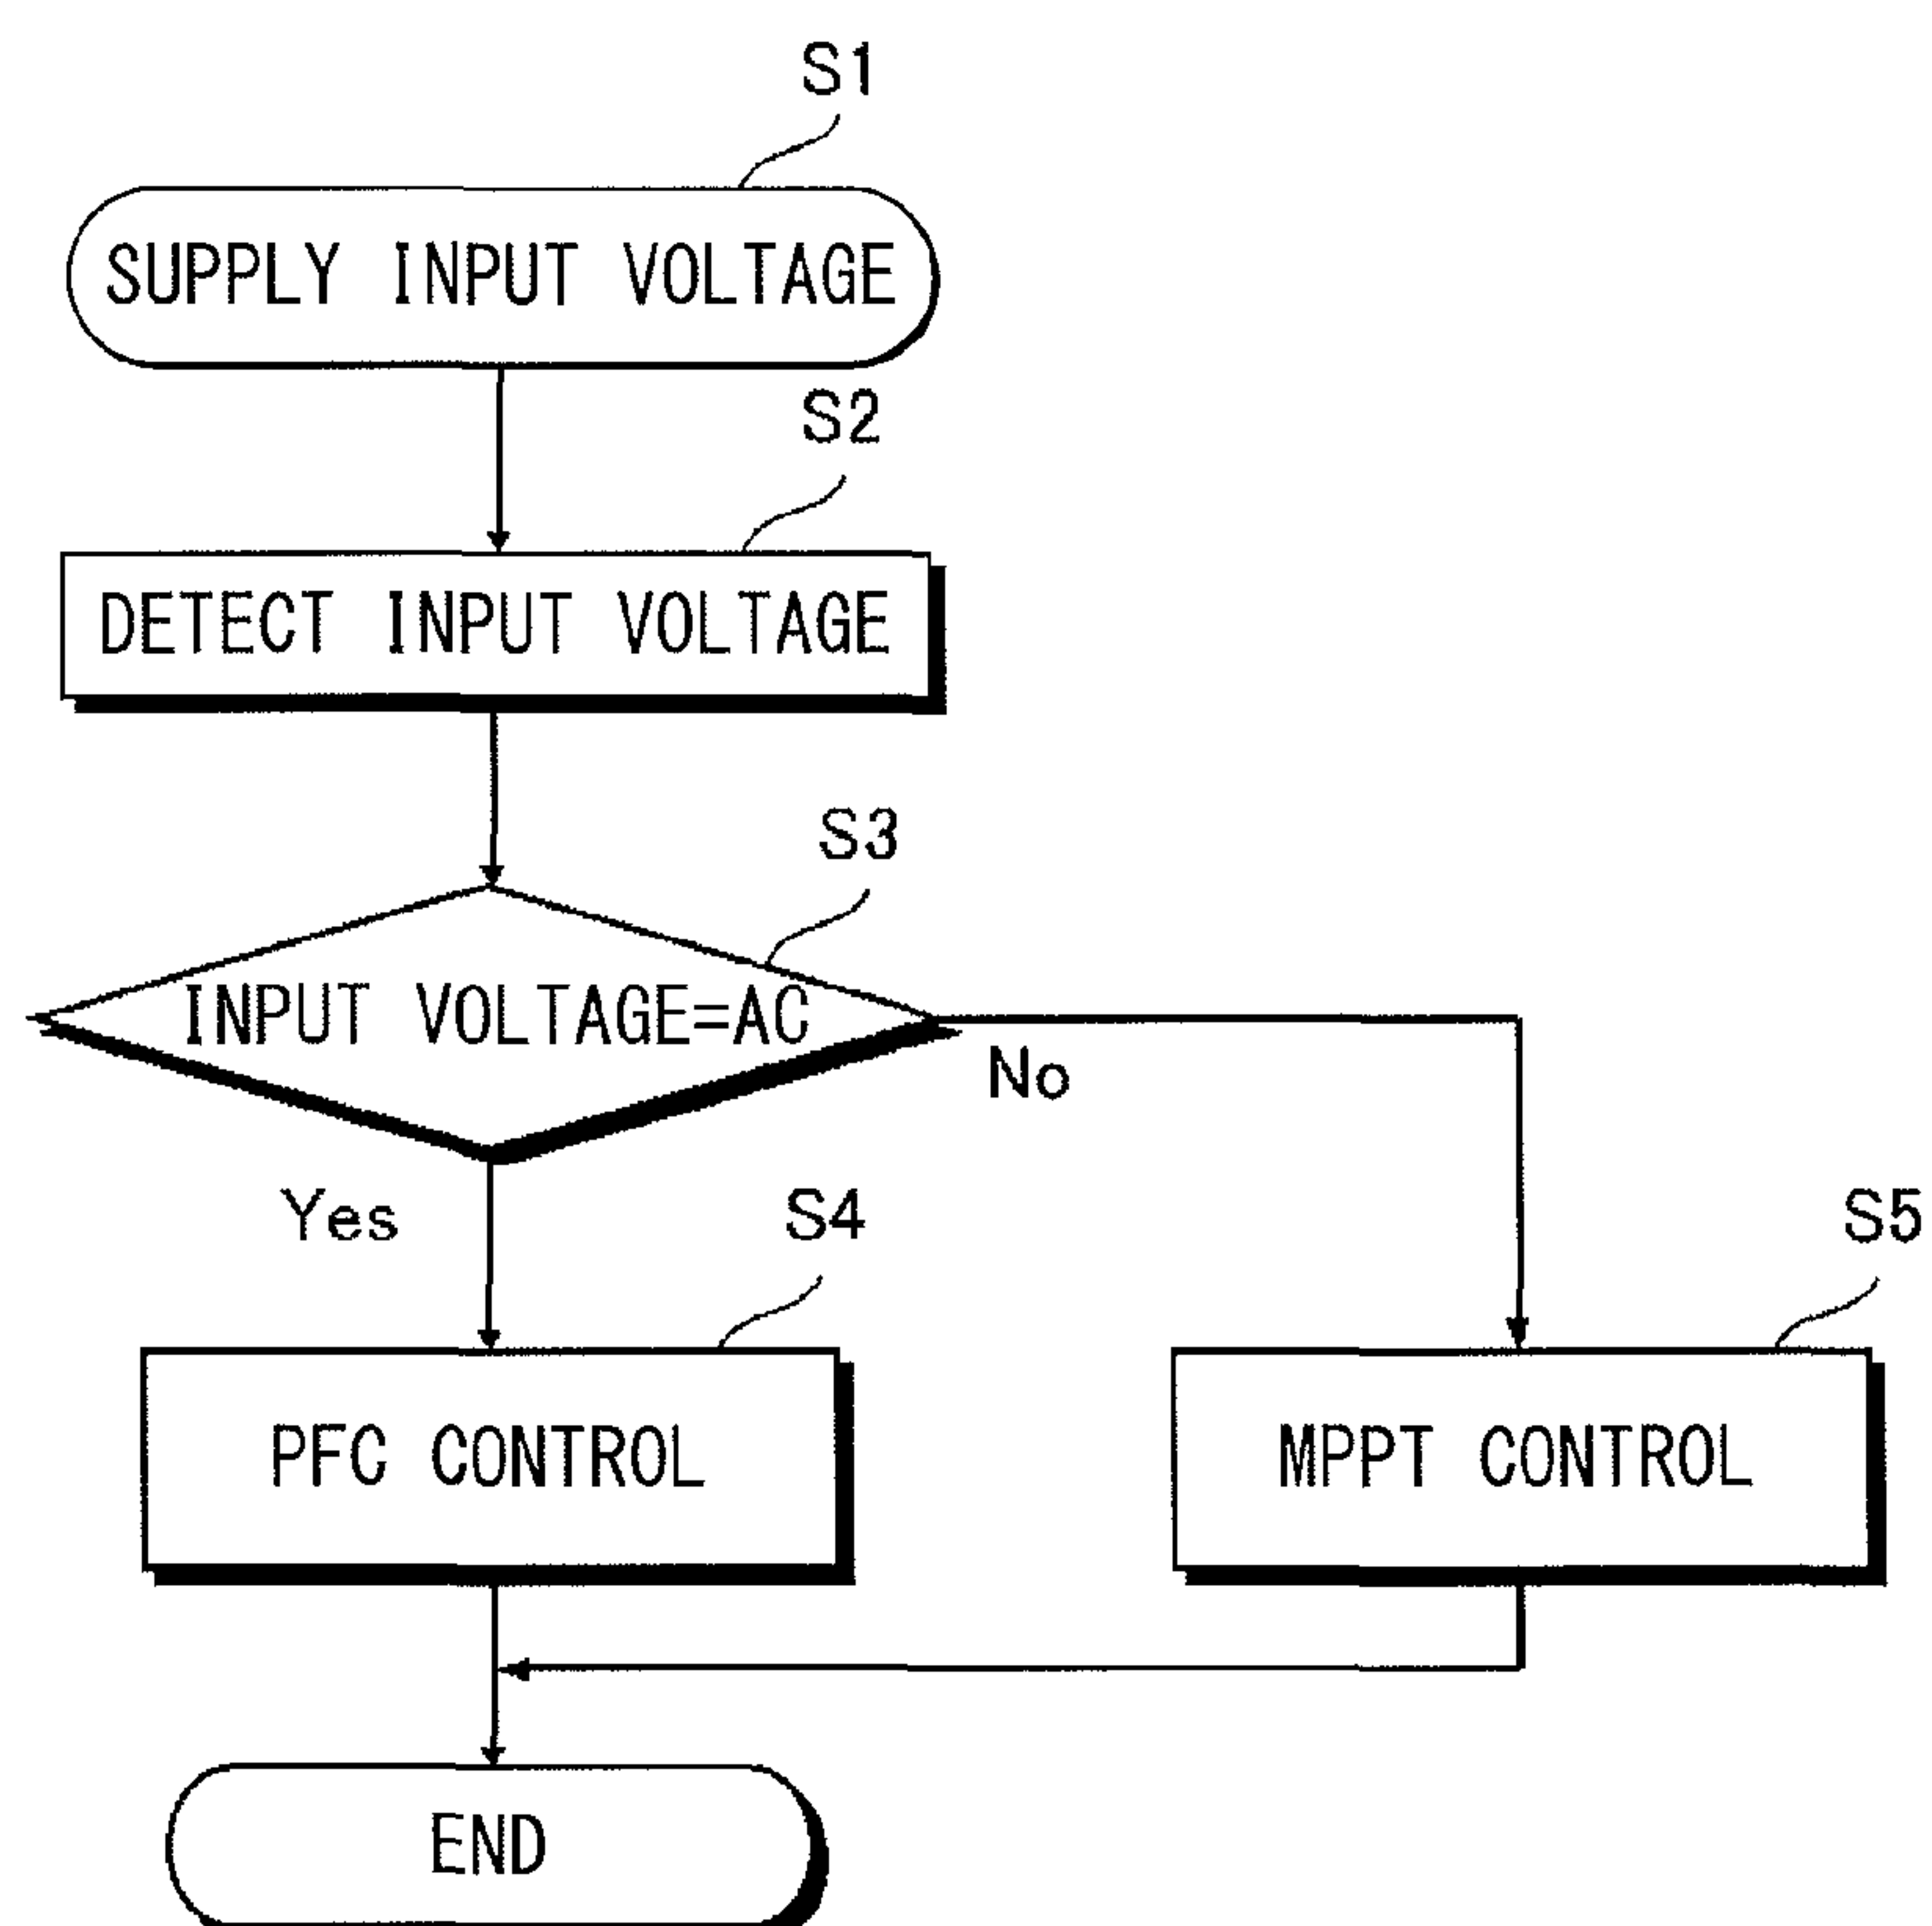 S1
SUPPLY INPUT VOLTAGE
S2
DETECT INPUT VOLTAGE
S3
INPUT VOLTAGE=AC
No
Yes
S4
S5
PFC CONTROL
MPPT CONTROL
END